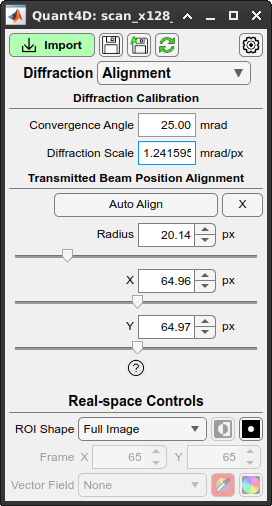 Quant4D: scan_x128_
Import
Diffraction Alignment
Diffraction Calibration
Convergence Angle 25.00 mrad
Diffraction Scale 1.241595 mrad/px
Transmitted Beam Position Alignment
Auto Align X
Radius 20.14 px
X 64.96 px
Y 64.97 px
?
Real-space Controls
ROI Shape Full Image
Frame X 65 Y 65
Vector Field None